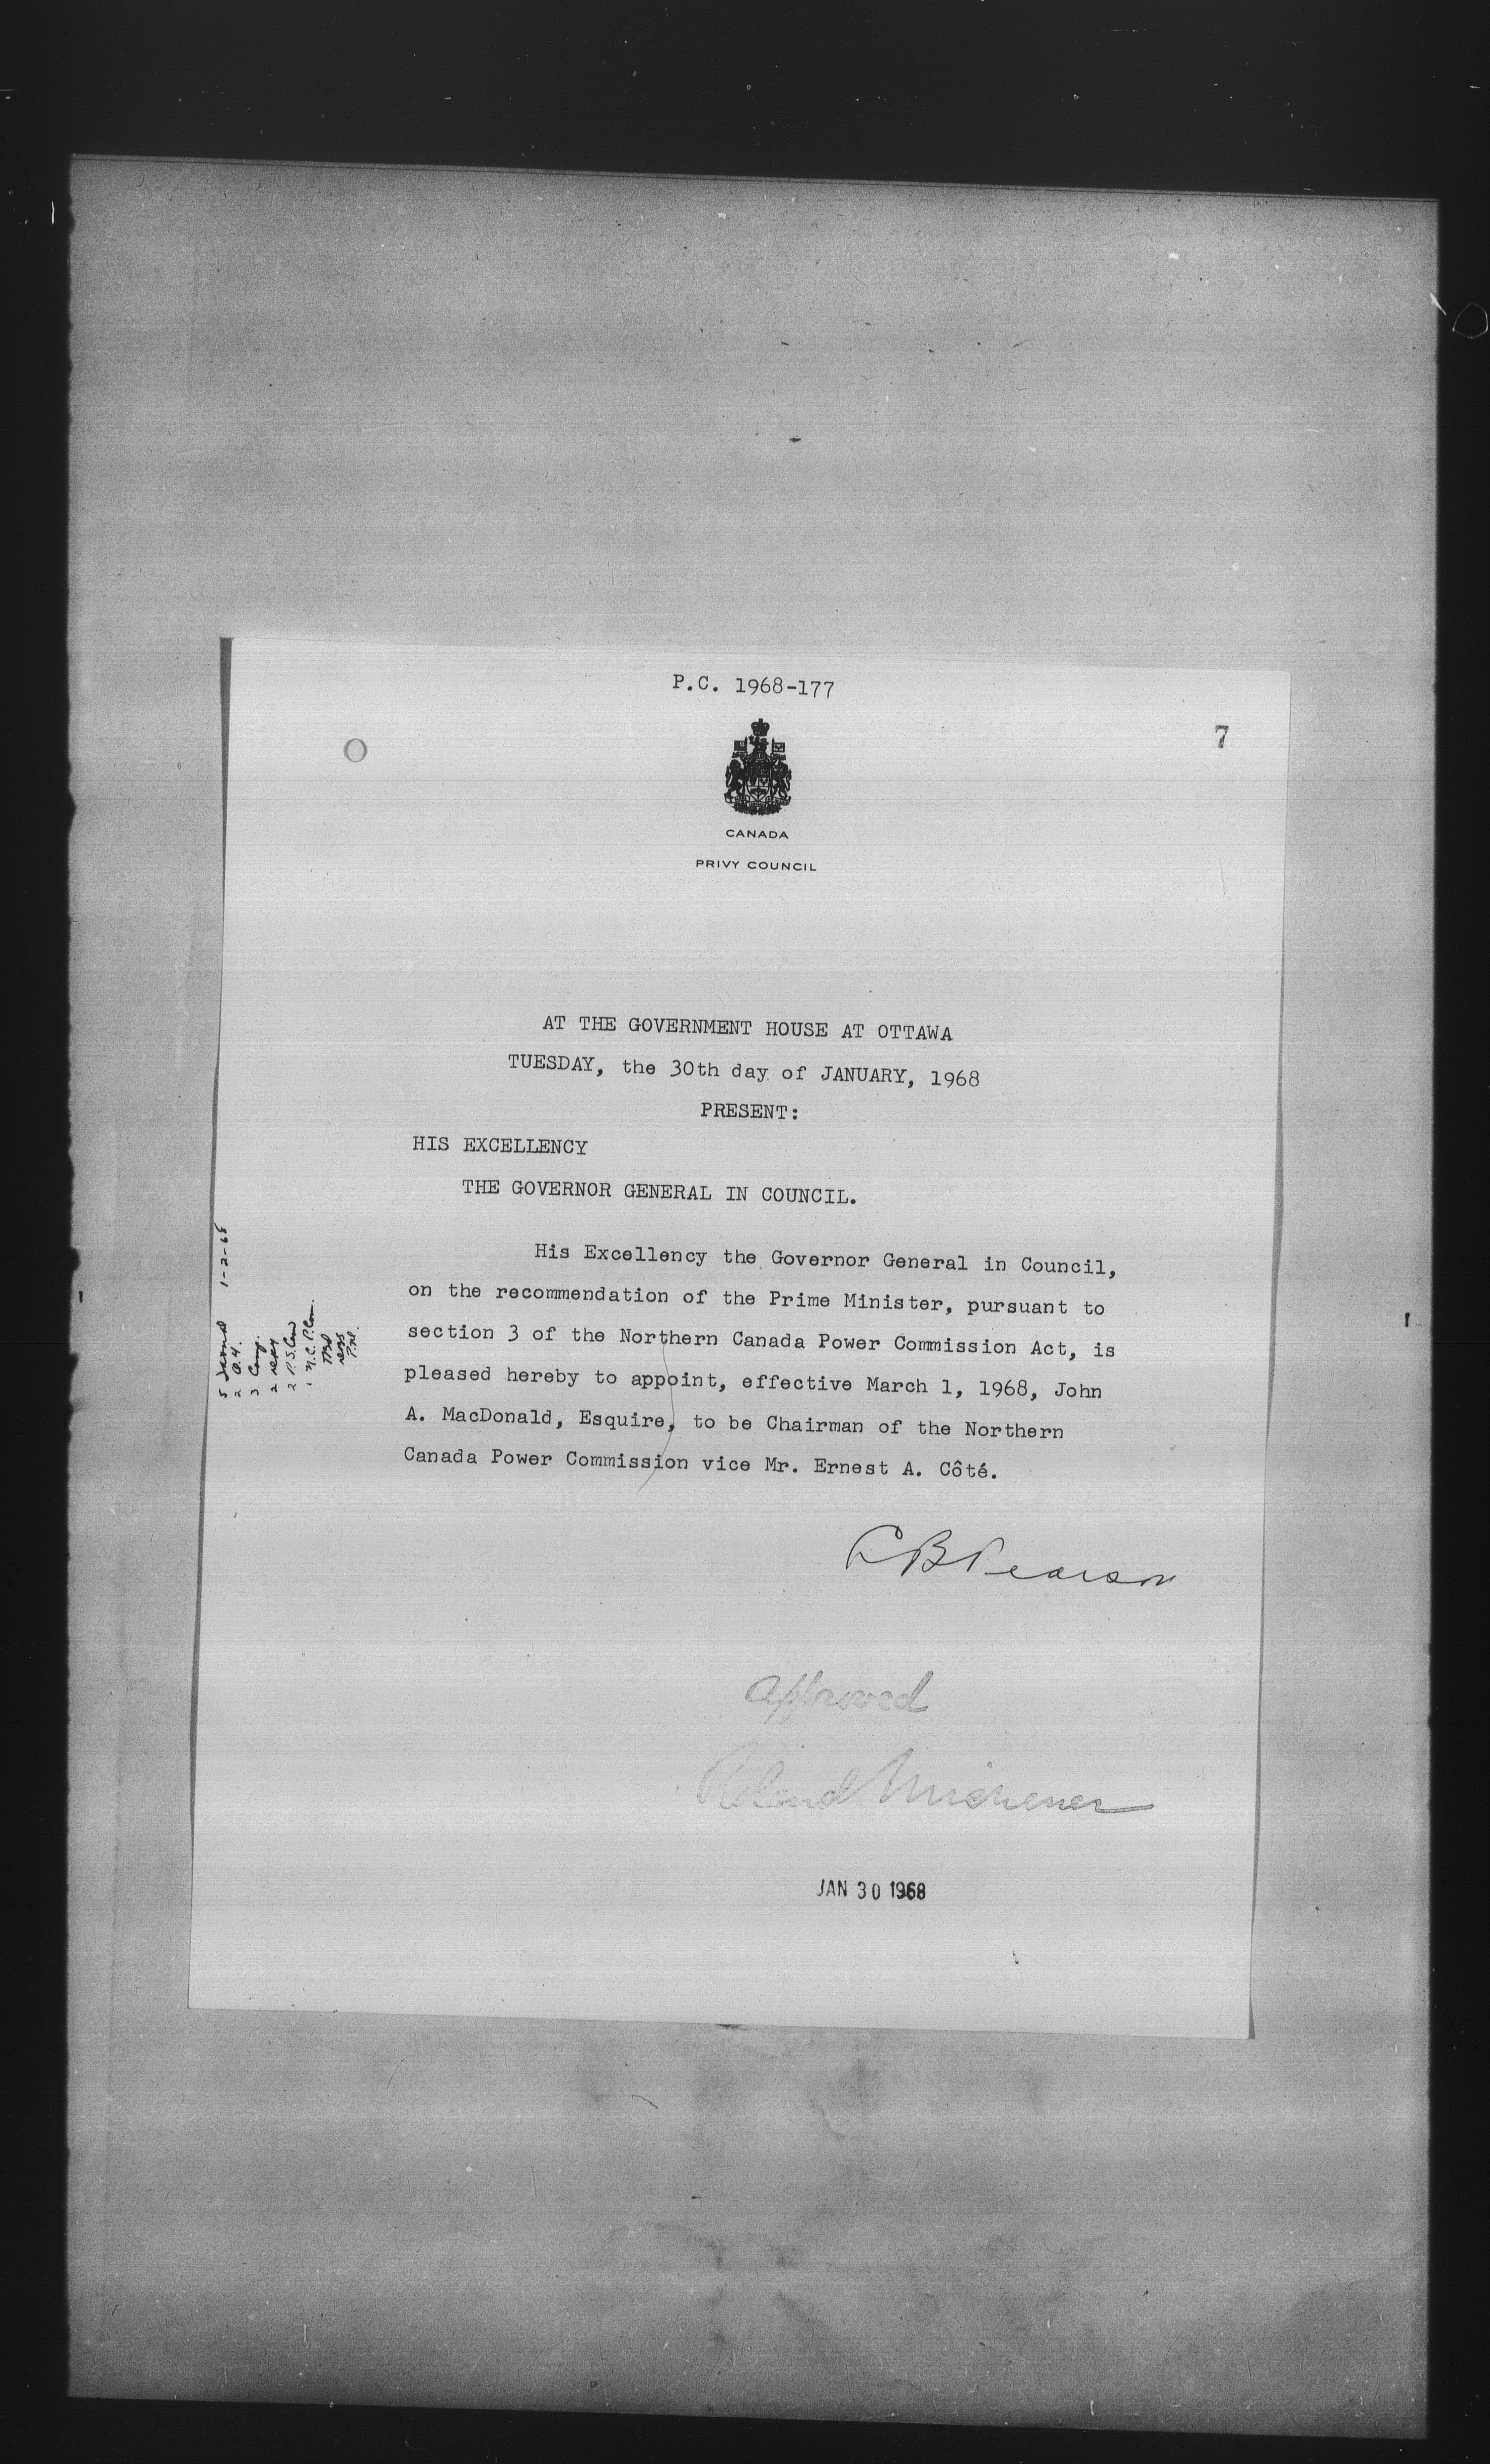 P.C. 1968-177
7
CANADA
PRIVY COUNCIL
AT THE GOVERNMENT HOUSE AT OTTAWA
TUESDAY, the 30th day of JANUARY, 1968
PRESENT:
HIS EXCELLENCY
THE GOVERNOR GENERAL IN COUNCIL.
His Excellency the Governor General in Council,
on the recommendation of the Prime Minister, pursuant to
section 3 of the Northern Canada Power Commission Act, is
pleased hereby to appoint, effective March 1, 1968, John
A. MacDonald, Esquire, to be Chairman of the Northern
Canada Power Commission vice Mr. Ernest A. Côté.
LBPearson
Approved
Roland Michener
JAN 30 1968
1-2-68